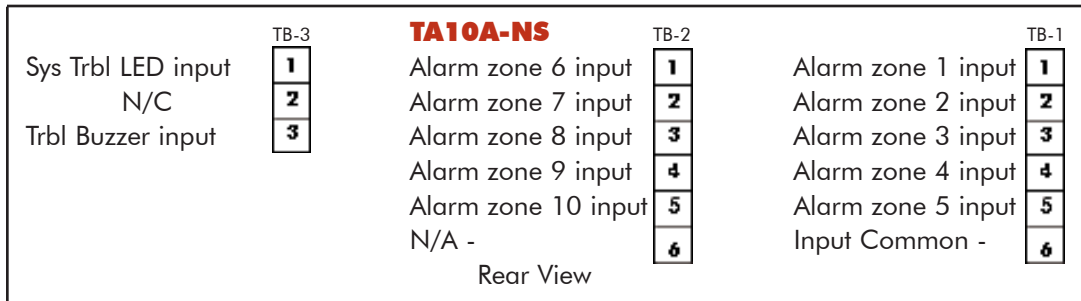 TB-3
Sys Trbl LED input 1
N/C 2
Trbl Buzzer input 3
TA10A-NS TB-2
Alarm zone 6 input 1
Alarm zone 7 input 2
Alarm zone 8 input 3
Alarm zone 9 input 4
Alarm zone 10 input 5
N/A - 6
TB-1
Alarm zone 1 input 1
Alarm zone 2 input 2
Alarm zone 3 input 3
Alarm zone 4 input 4
Alarm zone 5 input 5
Input Common - 6
Rear View